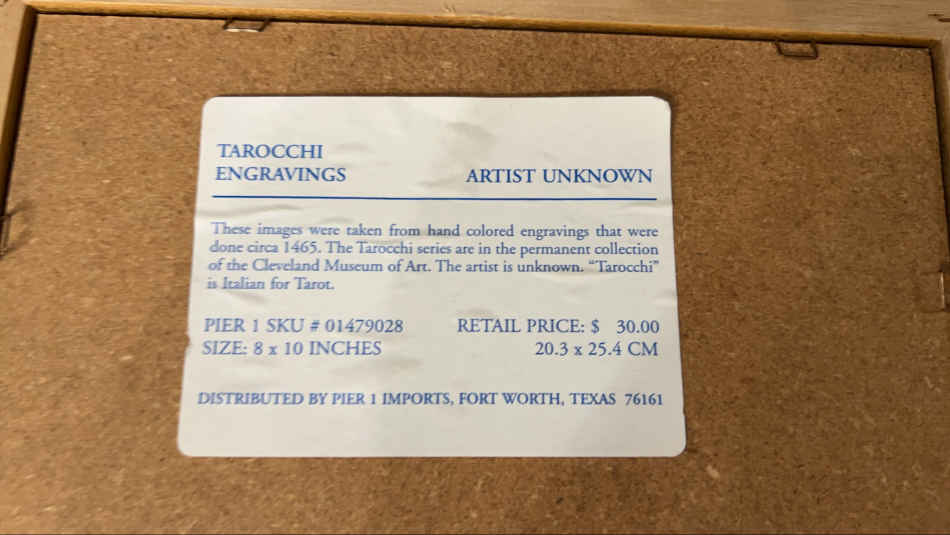 TAROCCHI
ENGRAVINGS ARTIST UNKNOWN
These images were taken from hand colored engravings that were
done circa 1465. The Tarocchi series are in the permanent collection
of the Cleveland Museum of Art. The artist is unknown. “Tarocchi”
is Italian for Tarot.
PIER 1 SKU # 01479028 RETAIL PRICE: $ 30.00
SIZE: 8 x 10 INCHES 20.3 x 25.4 CM
DISTRIBUTED BY PIER 1 IMPORTS, FORT WORTH, TEXAS 76161